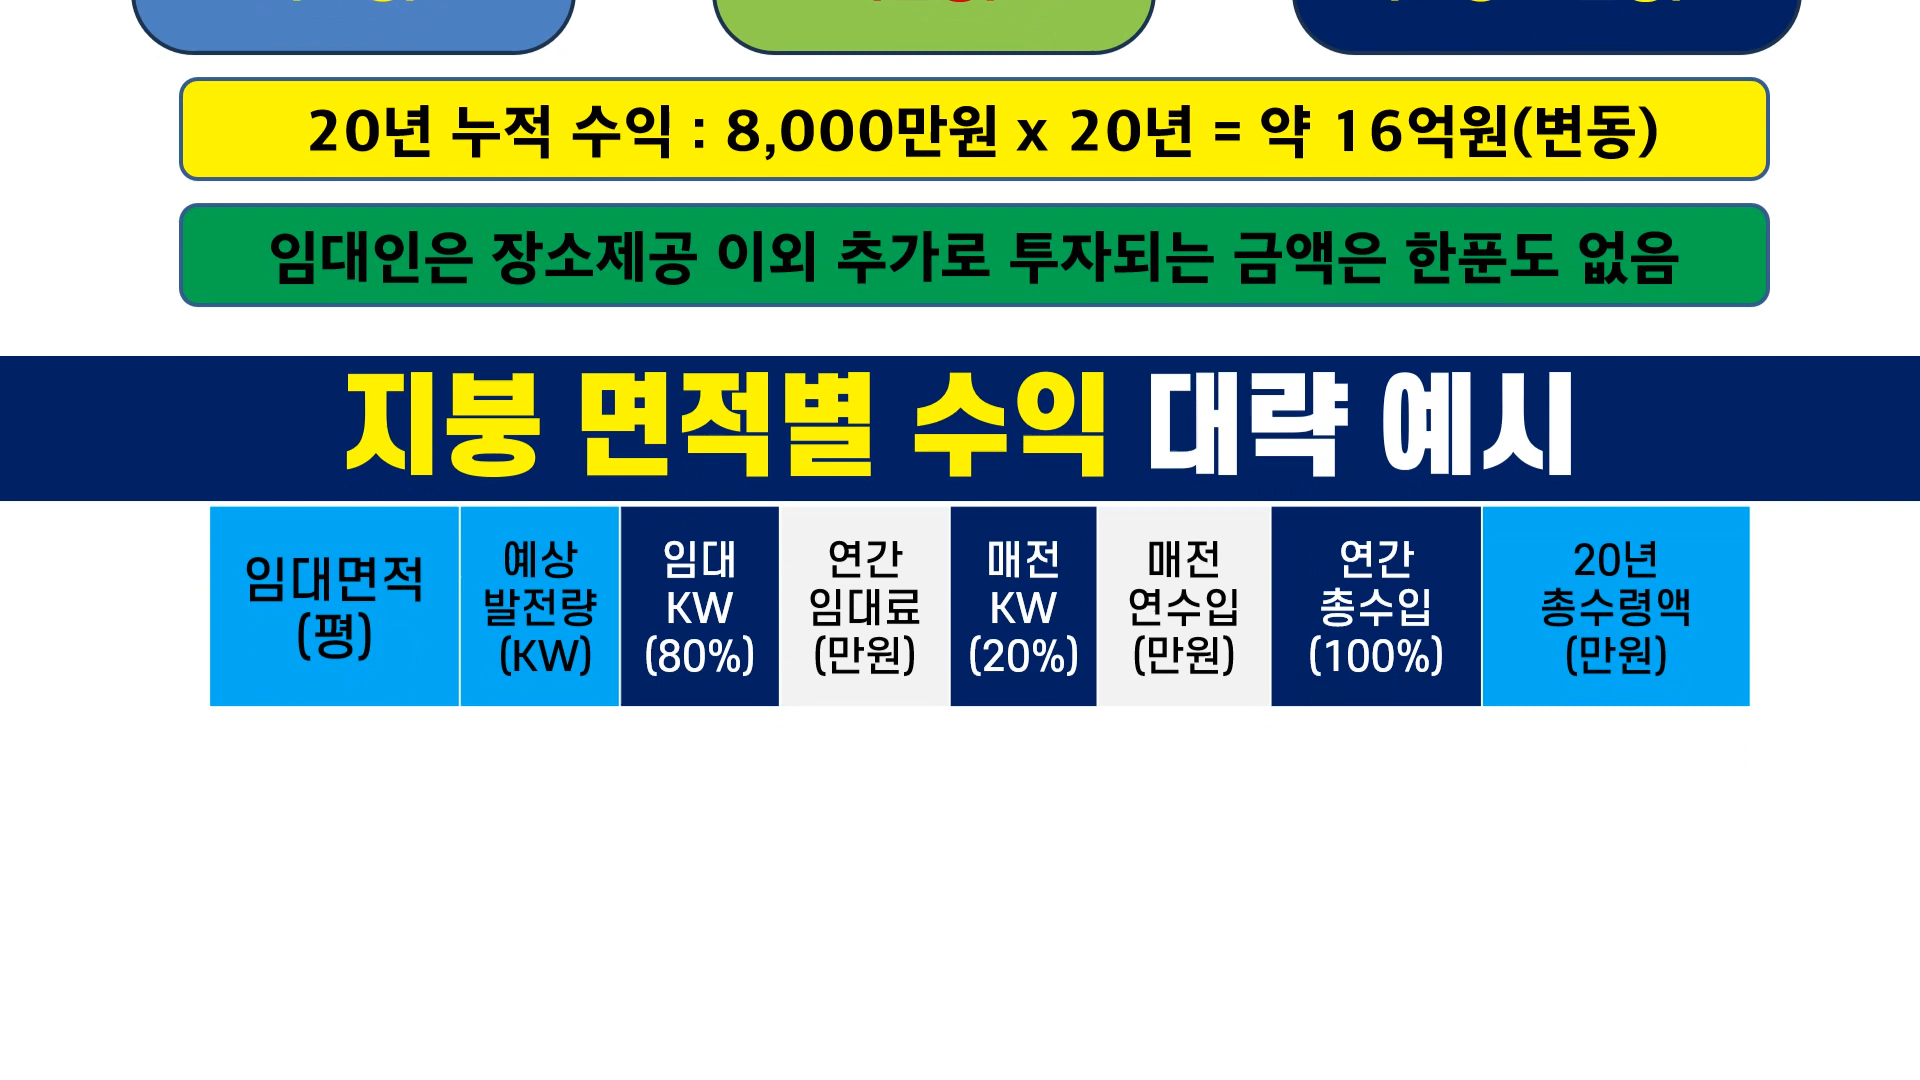 20년 누적 수익 : 8,000만원 x 20년 = 약 16억원(변동)
임대인은 장소제공 이외 추가로 투자되는 금액은 한푼도 없음
지붕 면적별 수익 대략 예시
임대면적
(평)
예상
발전량
(KW)
임대
KW
(80%)
연간
임대료
(만원)
매전
KW
(20%)
매전
연수입
(만원)
연간
총수입
(100%)
20년
총수령액
(만원)